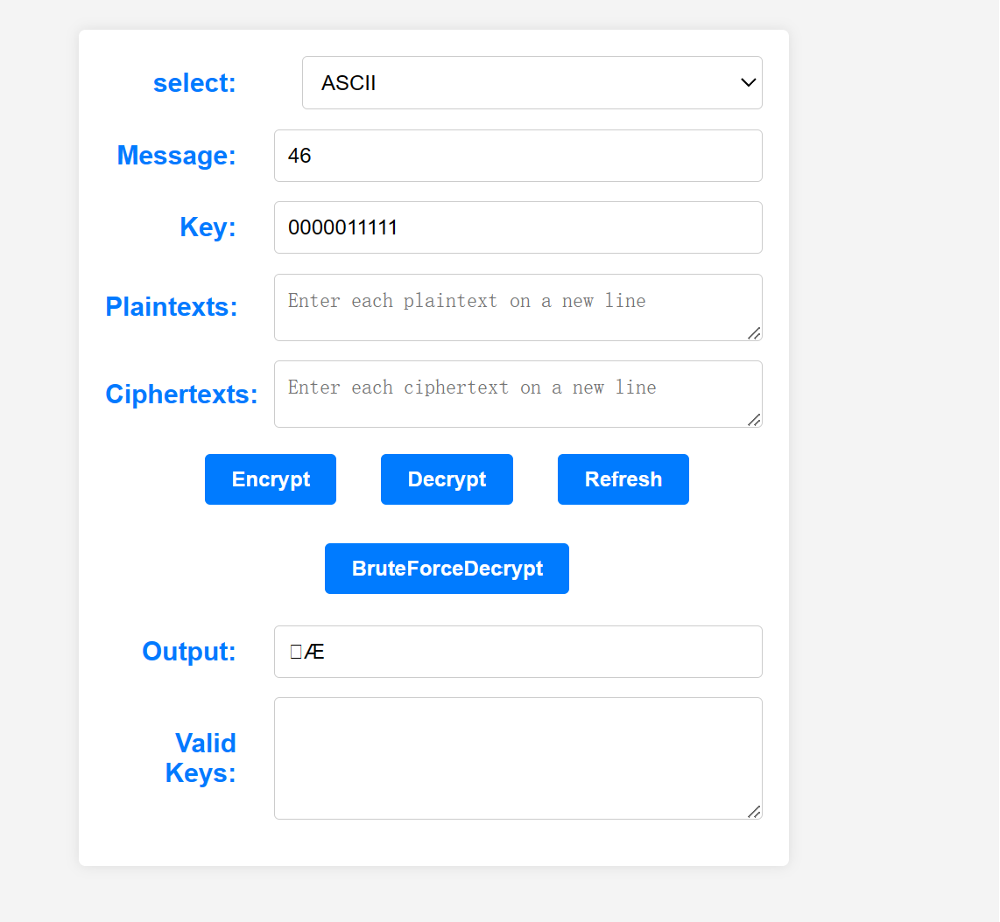 select:
ASCII
Message:
46
Key:
0000011111
Plaintexts:
Enter each plaintext on a new line
Ciphertexts:
Enter each ciphertext on a new line
Encrypt
Decrypt
Refresh
BruteForceDecrypt
Output:
Æ
Valid
Keys: